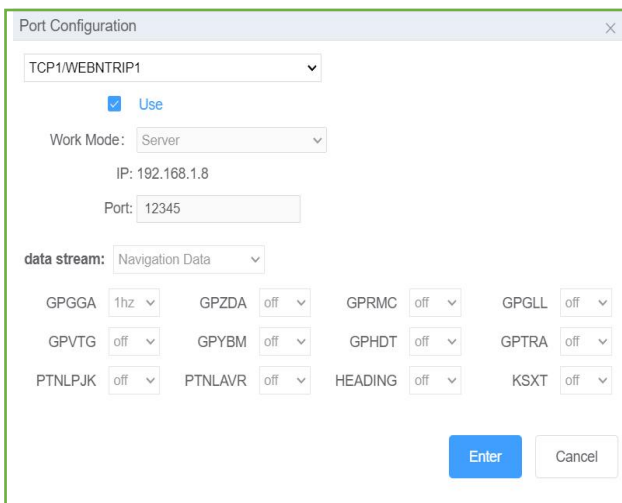 Port Configuration
TCP1/WEBNTRIP1
Use
Work Mode: Server
IP: 192.168.1.8
Port: 12345
data stream: Navigation Data
GPGGA 1hz GPZDA off GPRMC off GPGLL off
GPVTG off GPYBM off GPHDT off GPTRA off
PTNLPJK off PTNLAVR off HEADING off KSXT off
Enter Cancel